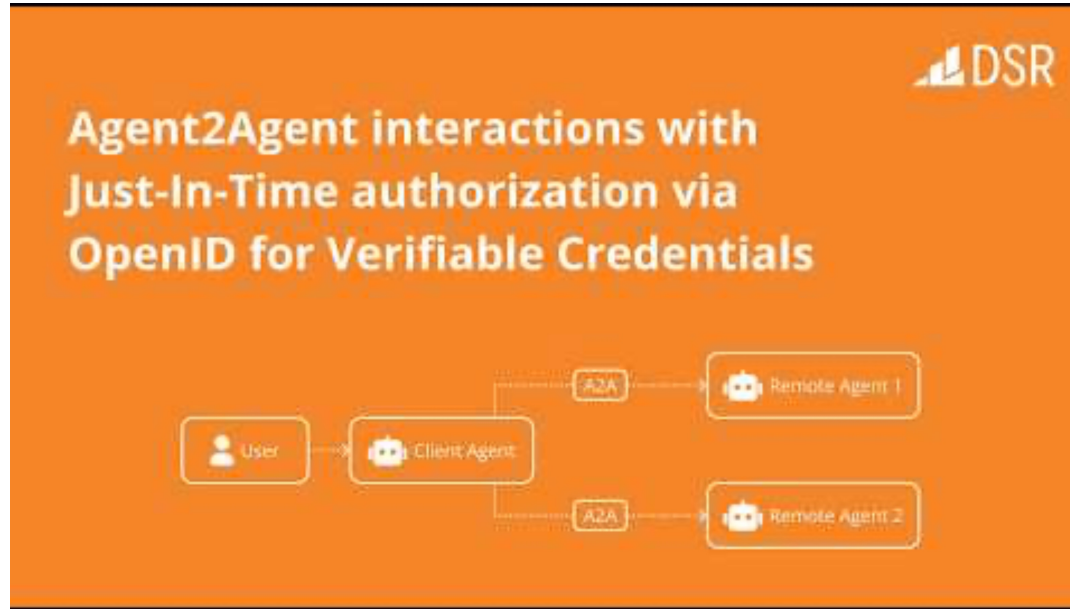 DSR
Agent2Agent interactions with
Just-In-Time authorization via
OpenID for Verifiable Credentials
A2A
Remote Agent 1
User
Client Agent
A2A
Remote Agent 2